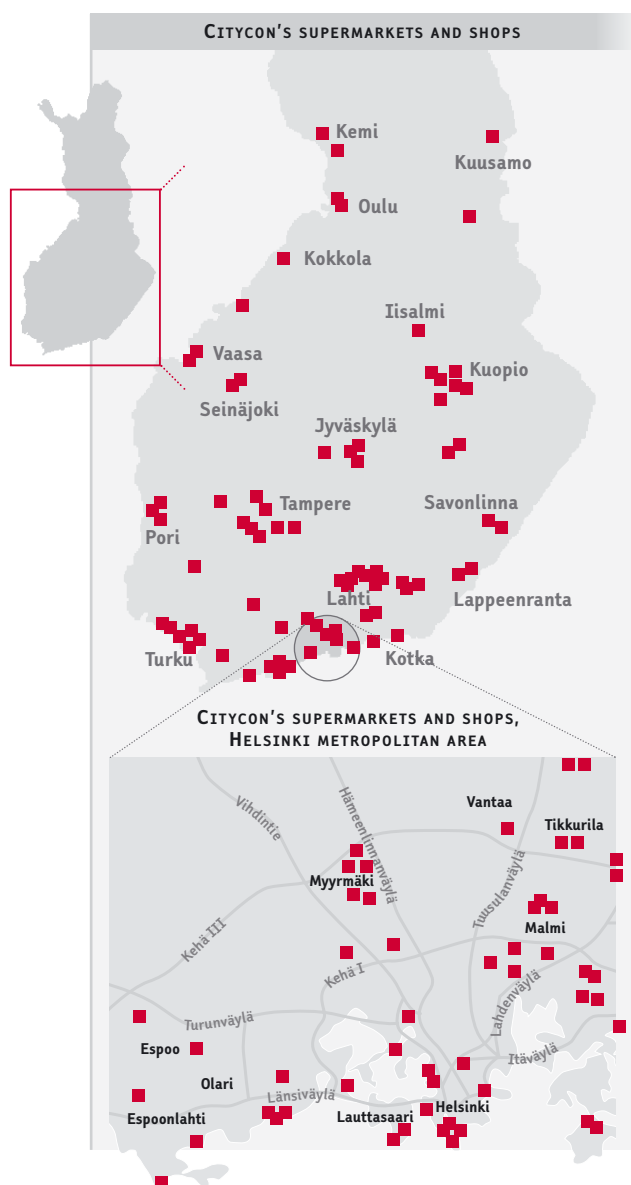 CITYCON'S SUPERMARKETS AND SHOPS
Kemi
Kuusamo
Oulu
Kokkola
Iisalmi
Vaasa
Kuopio
Seinäjoki
Jyväskylä
Tampere
Savonlinna
Pori
Lahti
Lappeenranta
Turku
Kotka
CITYCON'S SUPERMARKETS AND SHOPS,
HELSINKI METROPOLITAN AREA
Vihdintie
Hämeenlinnanväylä
Vantaa
Tikkurila
Myyrmäki
Tuusulanväylä
Malmi
Kehä III
Kehä I
Lahdenväylä
Turunväylä
Espoo
Itäväylä
Olari
Länsiväylä
Espoonlahti
Lauttasaari
Helsinki